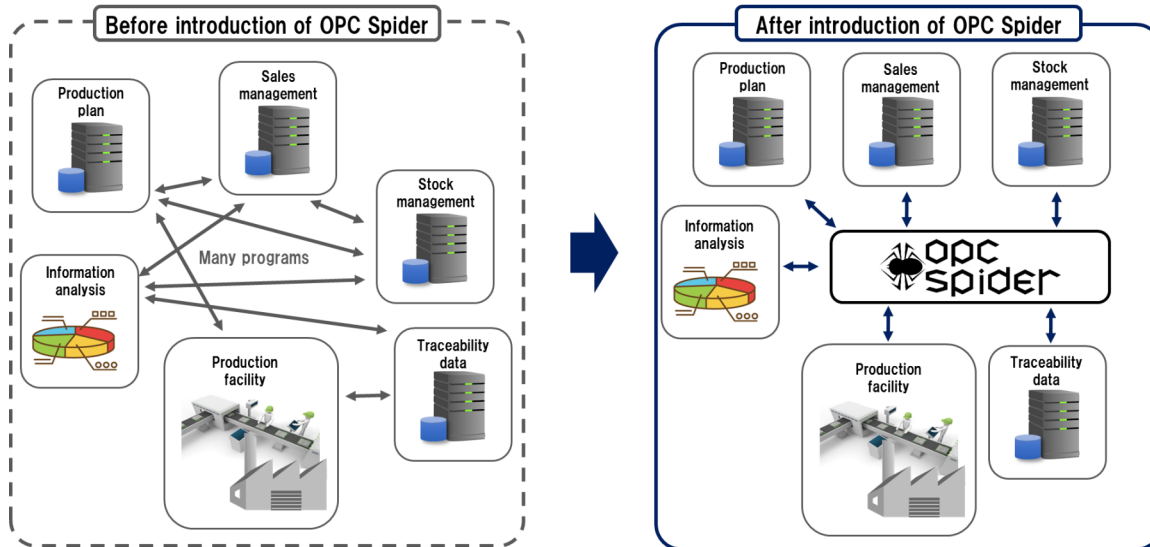 Before introduction of OPC Spider
Production
plan
Sales
management
Stock
management
Many programs
Information
analysis
Production
facility
Traceability
data
After introduction of OPC Spider
Production
plan
Sales
management
Stock
management
Information
analysis
opc
spider
Production
facility
Traceability
data